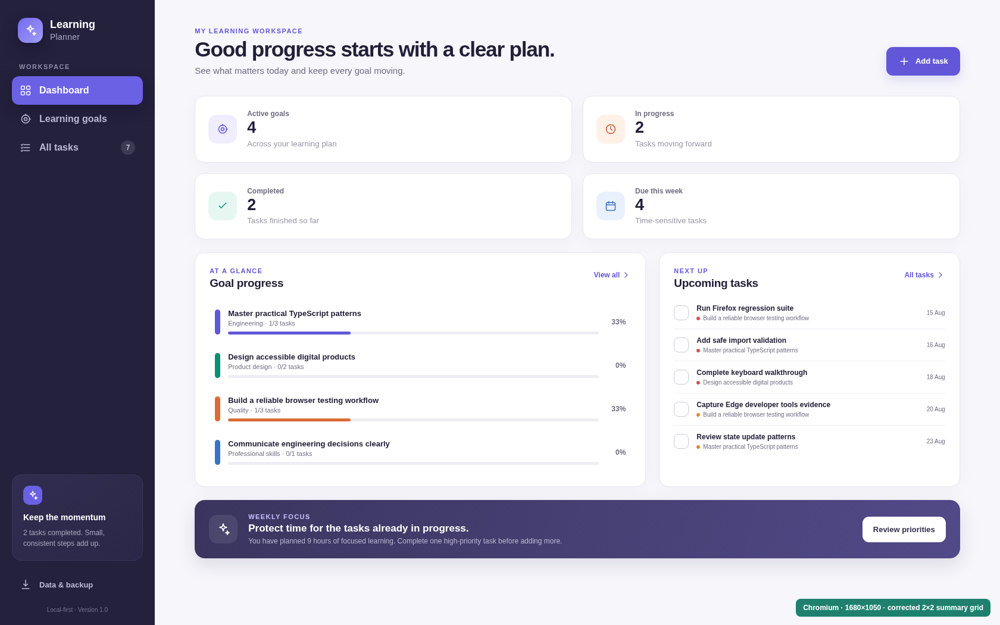 Learning
Planner
WORKSPACE
Dashboard
Learning goals
All tasks 7
Keep the momentum
2 tasks completed. Small,
consistent steps add up.
Data & backup
Local-first · Version 1.0
MY LEARNING WORKSPACE
Good progress starts with a clear plan.
See what matters today and keep every goal moving.
Add task
Active goals
4
Across your learning plan
In progress
2
Tasks moving forward
Completed
2
Tasks finished so far
Due this week
4
Time-sensitive tasks
AT A GLANCE
Goal progress
View all
Master practical TypeScript patterns
Engineering · 1/3 tasks
33%
Design accessible digital products
Product design · 0/2 tasks
0%
Build a reliable browser testing workflow
Quality · 1/3 tasks
33%
Communicate engineering decisions clearly
Professional skills · 0/1 tasks
0%
NEXT UP
Upcoming tasks
All tasks
Run Firefox regression suite
Build a reliable browser testing workflow
15 Aug
Add safe import validation
Master practical TypeScript patterns
16 Aug
Complete keyboard walkthrough
Design accessible digital products
18 Aug
Capture Edge developer tools evidence
Build a reliable browser testing workflow
20 Aug
Review state update patterns
Master practical TypeScript patterns
23 Aug
WEEKLY FOCUS
Protect time for the tasks already in progress.
You have planned 9 hours of focused learning. Complete one high-priority task before adding more.
Review priorities
Chromium · 1680×1050 · corrected 2×2 summary grid